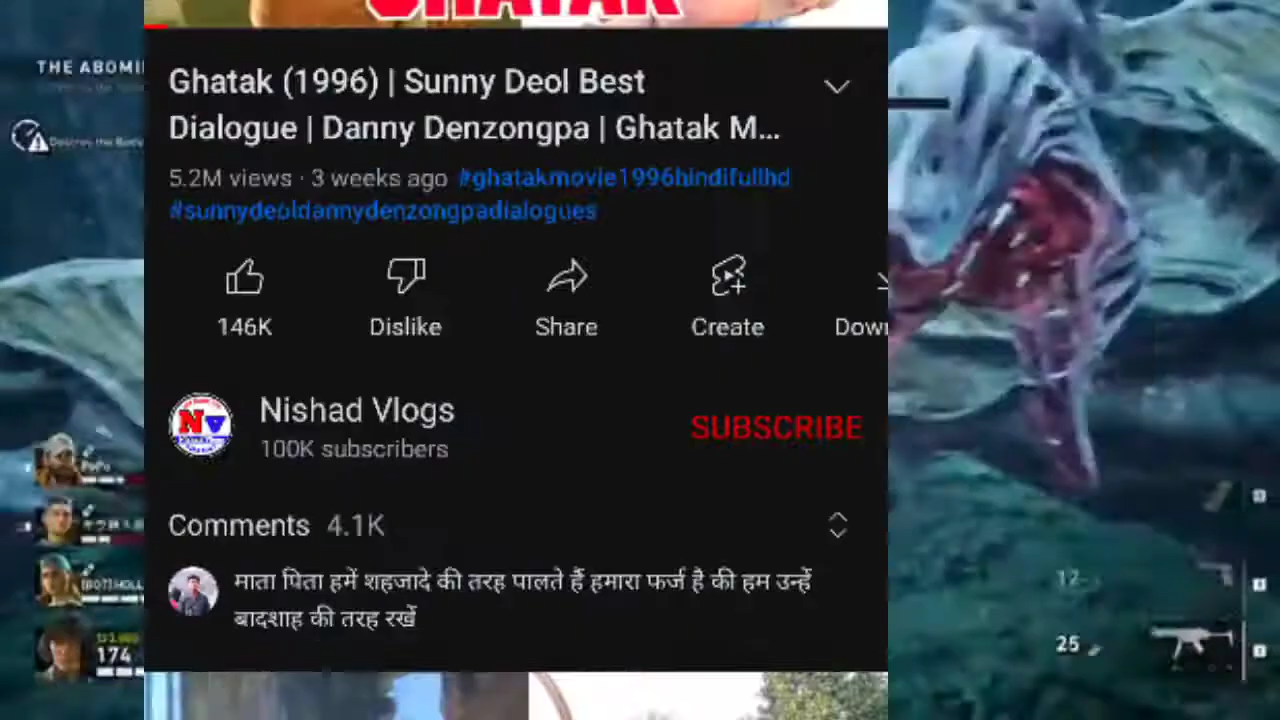 GHATAK
THE ABOMI
Ghatak (1996) | Sunny Deol Best
Dialogue | Danny Denzongpa | Ghatak M...
5.2M views · 3 weeks ago #ghatakmovie1996hindifullhd
#sunnydeoldannydenzongpadialogues
146K
Dislike
Share
Create
Down
Nishad Vlogs
100K subscribers
SUBSCRIBE
Comments 4.1K
माता पिता हमें शहजादे की तरह पालते हैं हमारा फर्ज है की हम उन्हें
बादशाह की तरह रखें
174
12
25